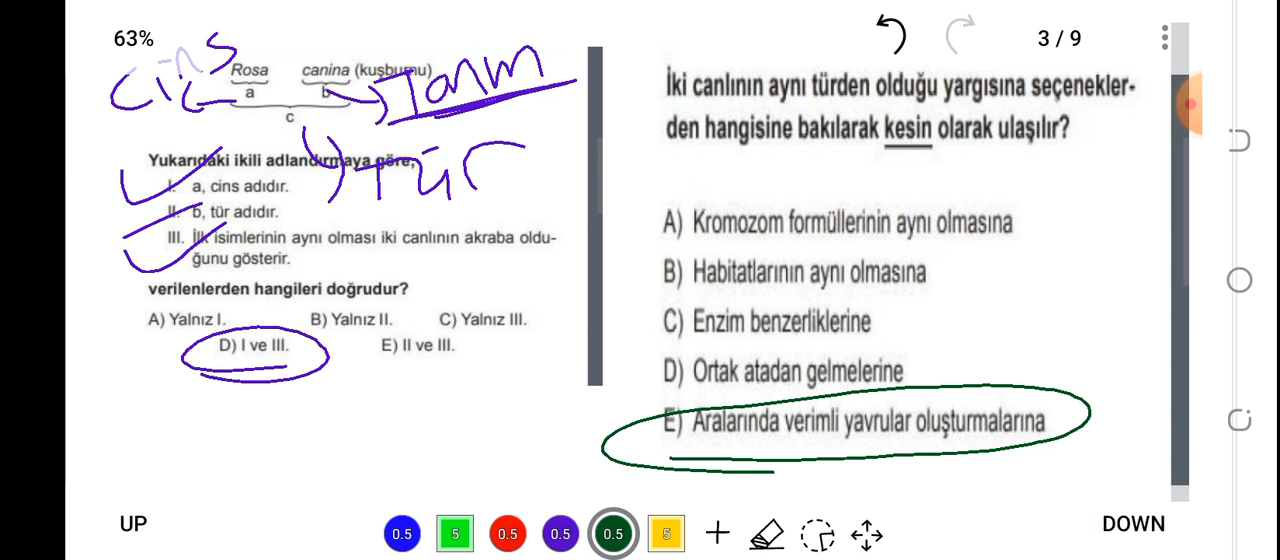 63%
3 / 9
cins
Rosa canina (kuşburnu)
a b
c
Tanım
Tür
Yukarıdaki ikili adlandırmaya göre,
I. a, cins adıdır.
II. b, tür adıdır.
III. İlk isimlerinin aynı olması iki canlının akraba oldu-
ğunu gösterir.
verilenlerden hangileri doğrudur?
A) Yalnız I. B) Yalnız II. C) Yalnız III.
D) I ve III. E) II ve III.
İki canlının aynı türden olduğu yargısına seçenekler-
den hangisine bakılarak kesin olarak ulaşılır?
A) Kromozom formüllerinin aynı olmasına
B) Habitatlarının aynı olmasına
C) Enzim benzerliklerine
D) Ortak atadan gelmelerine
E) Aralarında verimli yavrular oluşturmalarına
UP
0.5 5 0.5 0.5 0.5 5
DOWN